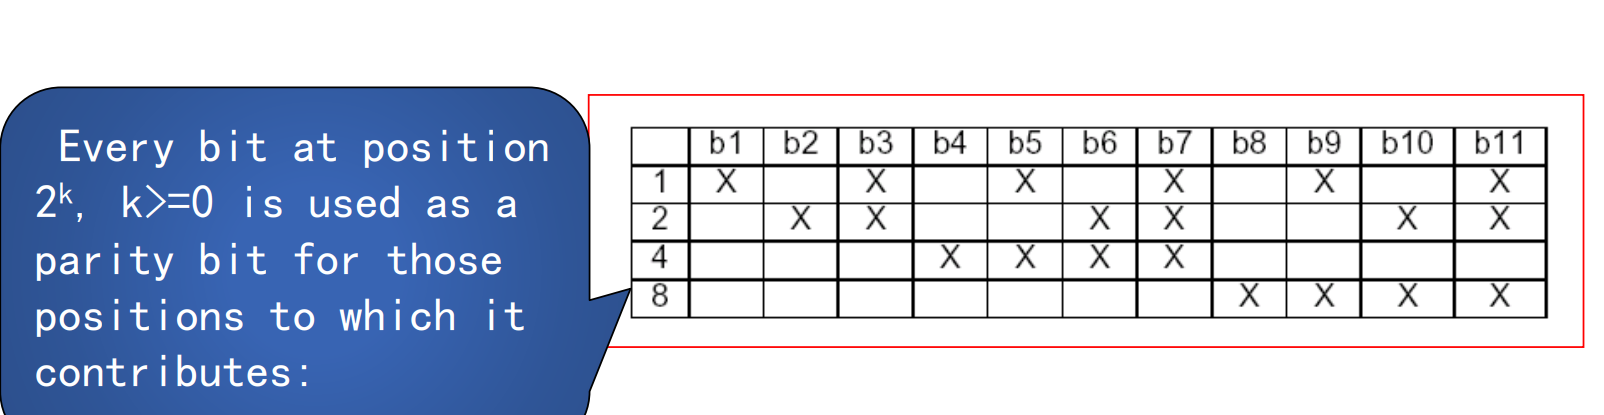 Every bit at position
2ᵏ, k>=0 is used as a
parity bit for those
positions to which it
contributes:
b1 b2 b3 b4 b5 b6 b7 b8 b9 b10 b11
1 X X X X X X
2 X X X X X X
4 X X X X
8 X X X X